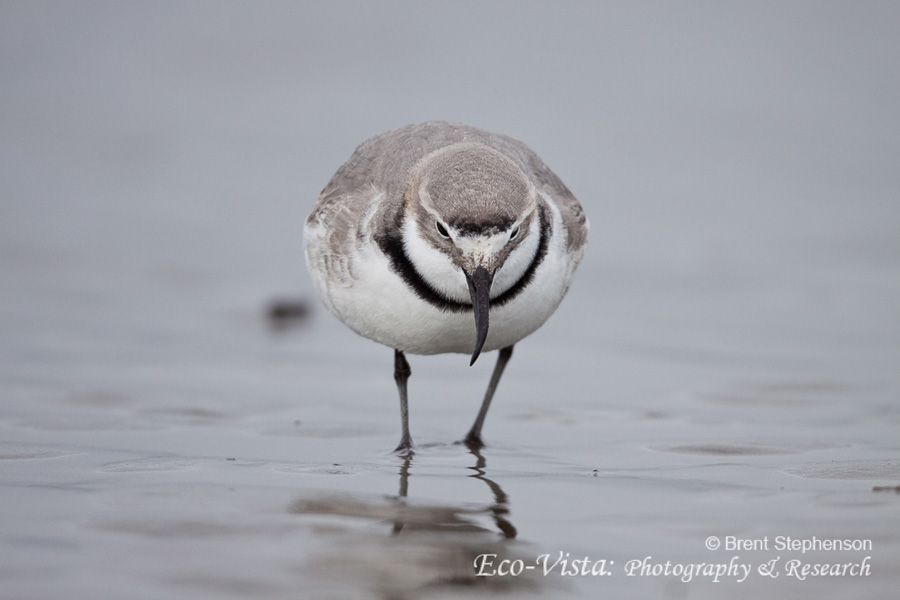 © Brent Stephenson
Eco-Vista: Photography & Research